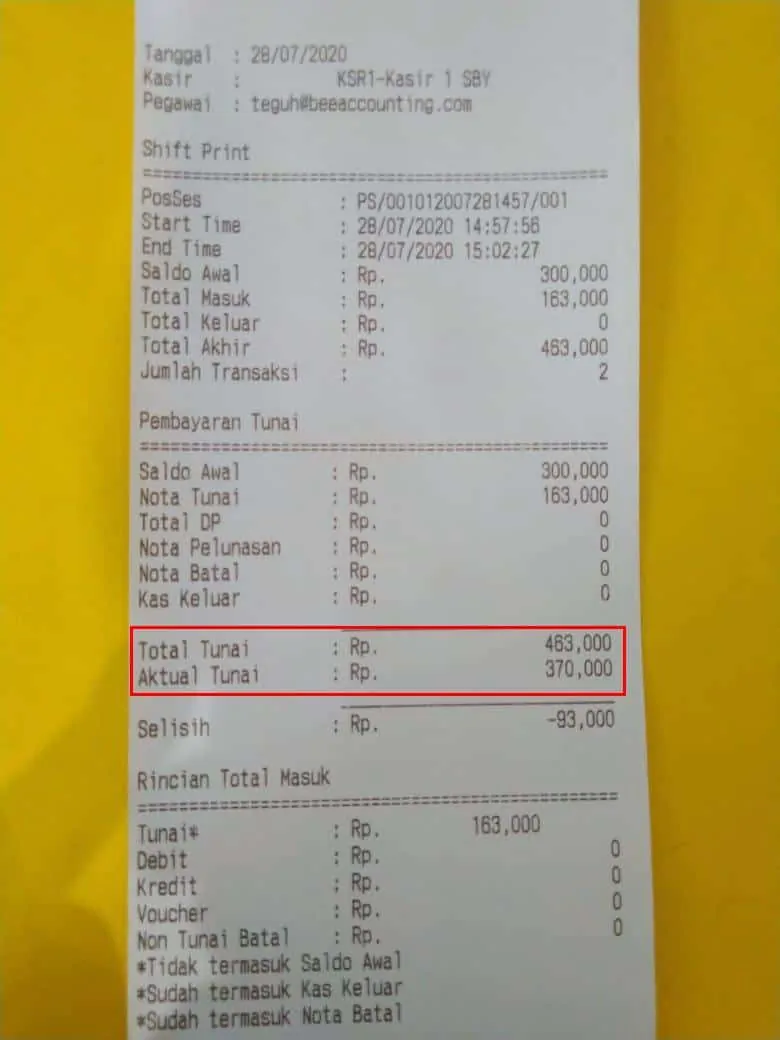 Tanggal : 28/07/2020
Kasir : KSR1-Kasir 1 SBY
Pegawai : teguh@beeaccounting.com
Shift Print
==================================================
PosSes : PS/001012007281457/001
Start Time : 28/07/2020 14:57:56
End Time : 28/07/2020 15:02:27
Saldo Awal : Rp. 300,000
Total Masuk : Rp. 163,000
Total Keluar : Rp. 0
Total Akhir : Rp. 463,000
Jumlah Transaksi : 2
Pembayaran Tunai
==================================================
Saldo Awal : Rp. 300,000
Nota Tunai : Rp. 163,000
Total DP : Rp. 0
Nota Pelunasan : Rp. 0
Nota Batal : Rp. 0
Kas Keluar : Rp. 0
Total Tunai : Rp. 463,000
Aktual Tunai : Rp. 370,000
Selisih : Rp. -93,000
Rincian Total Masuk
==================================================
Tunai* : Rp. 163,000
Debit : Rp. 0
Kredit : Rp. 0
Voucher : Rp. 0
Non Tunai Batal : Rp. 0
*Tidak termasuk Saldo Awal
*Sudah termasuk Kas Keluar
*Sudah termasuk Nota Batal